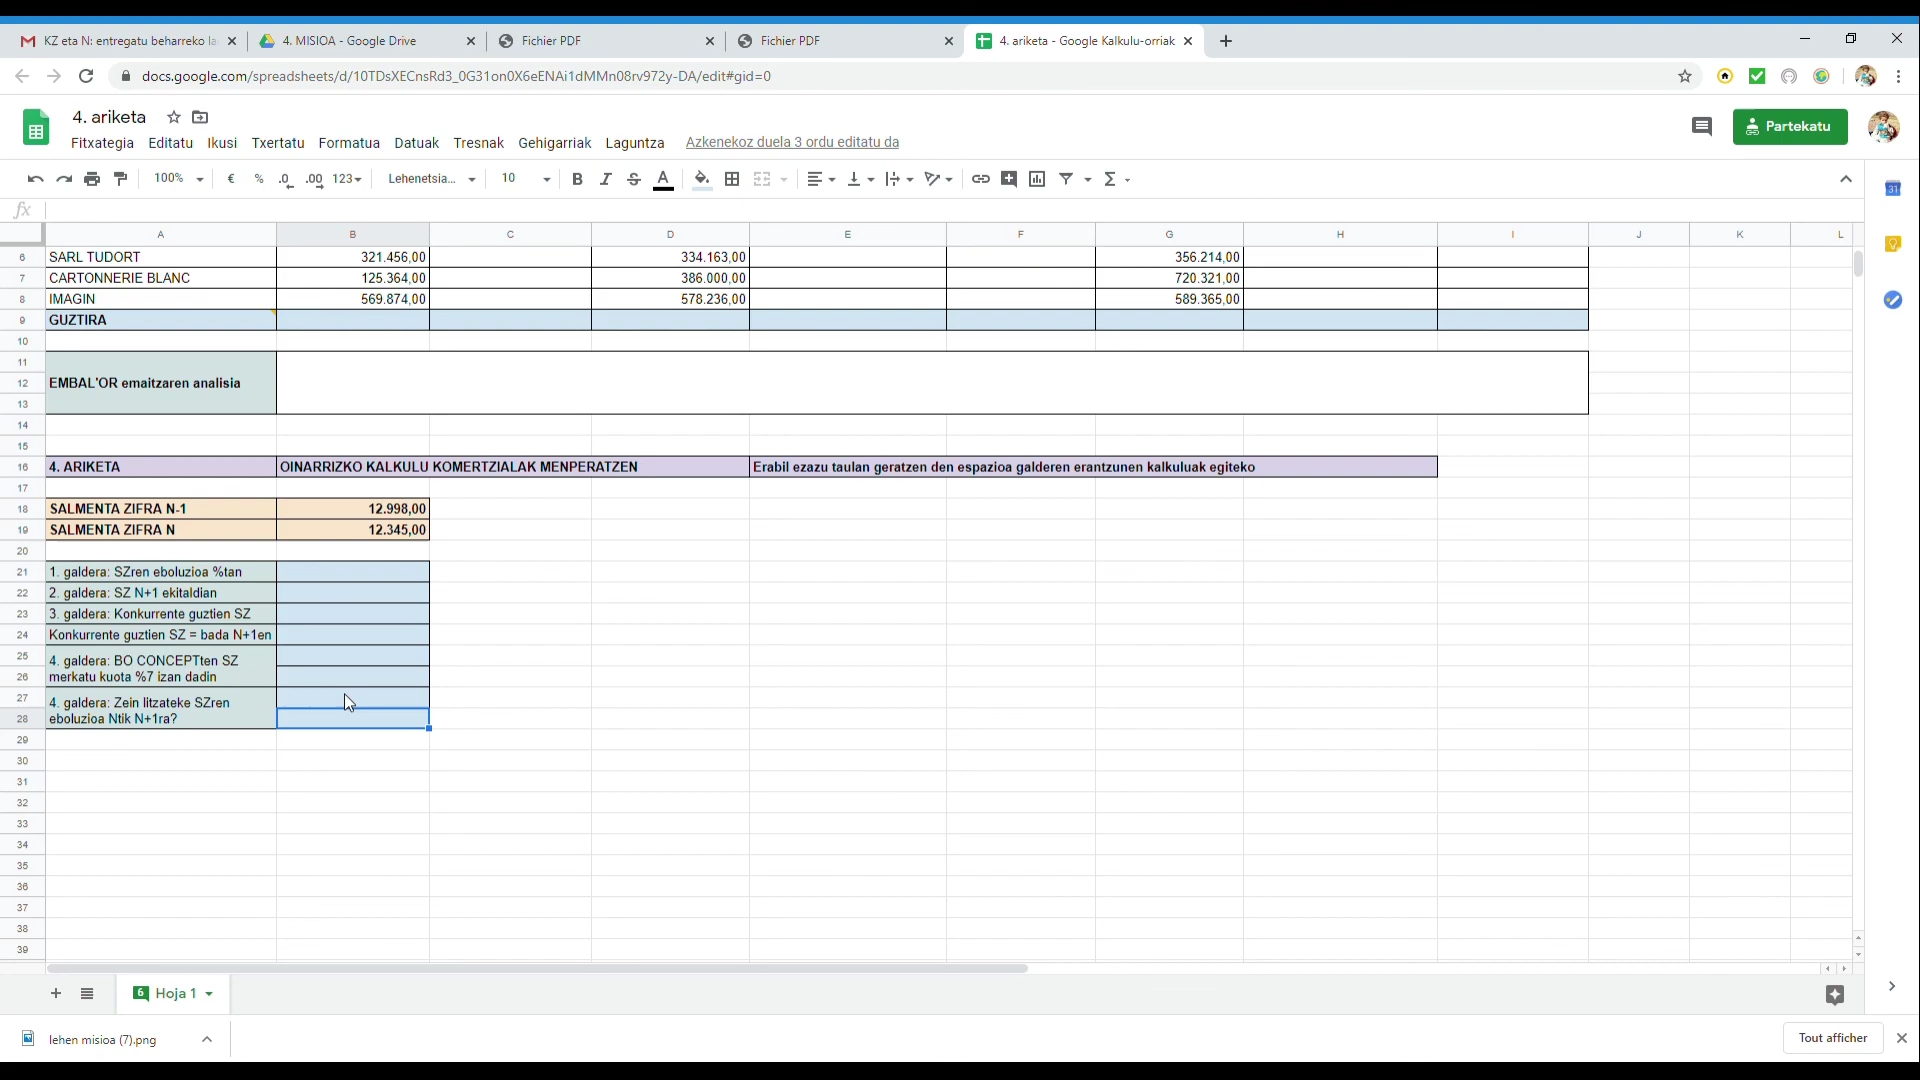 KZ eta N: entregatu beharreko la
4. MISIOA - Google Drive
Fichier PDF
Fichier PDF
4. ariketa - Google Kalkulu-orriak
docs.google.com/spreadsheets/d/10TDsXECnsRd3_0G31on0X6eENAi1dMMn08rv972y-DA/edit#gid=0
4. ariketa
Fitxategia Editatu Ikusi Txertatu Formatua Datuak Tresnak Gehigarriak Laguntza Azkenekoz duela 3 ordu editatu da
Partekatu
100% € % .0 .00 123 Lehenetsia... 10 B I S A Σ
31
fx
A B C D E F G H I J K L
6 SARL TUDORT 321.456,00 334.163,00 356.214,00
7 CARTONNERIE BLANC 125.364,00 386.000,00 720.321,00
8 IMAGIN 569.874,00 578.236,00 589.365,00
9 GUZTIRA
10
11
12 EMBAL'OR emaitzaren analisia
13
14
15
16 4. ARIKETA OINARRIZKO KALKULU KOMERTZIALAK MENPERATZEN Erabil ezazu taulan geratzen den espazioa galderen erantzunen kalkuluak egiteko
17
18 SALMENTA ZIFRA N-1 12.998,00
19 SALMENTA ZIFRA N 12.345,00
20
21 1. galdera: SZren eboluzioa %tan
22 2. galdera: SZ N+1 ekitaldian
23 3. galdera: Konkurrente guztien SZ
24 Konkurrente guztien SZ = bada N+1en
25 4. galdera: BO CONCEPTten SZ
26 merkatu kuota %7 izan dadin
27 4. galdera: Zein litzateke SZren
28 eboluzioa Ntik N+1ra?
29
30
31
32
33
34
35
36
37
38
39
6 Hoja 1
lehen misioa (7).png
Tout afficher